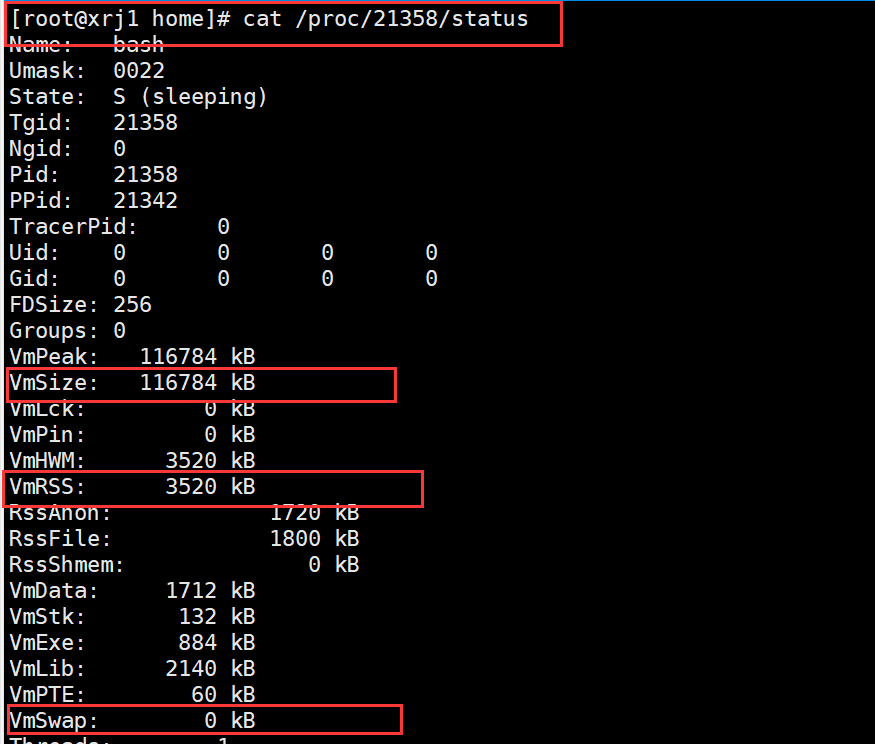 [root@xrj1 home]# cat /proc/21358/status
Name:   bash
Umask:  0022
State:  S (sleeping)
Tgid:   21358
Ngid:   0
Pid:    21358
PPid:   21342
TracerPid:      0
Uid:    0       0       0       0
Gid:    0       0       0       0
FDSize: 256
Groups: 0
VmPeak:   116784 kB
VmSize:   116784 kB
VmLck:         0 kB
VmPin:         0 kB
VmHWM:      3520 kB
VmRSS:      3520 kB
RssAnon:            1720 kB
RssFile:            1800 kB
RssShmem:              0 kB
VmData:     1712 kB
VmStk:       132 kB
VmExe:       884 kB
VmLib:      2140 kB
VmPTE:        60 kB
VmSwap:        0 kB
Threads:        1